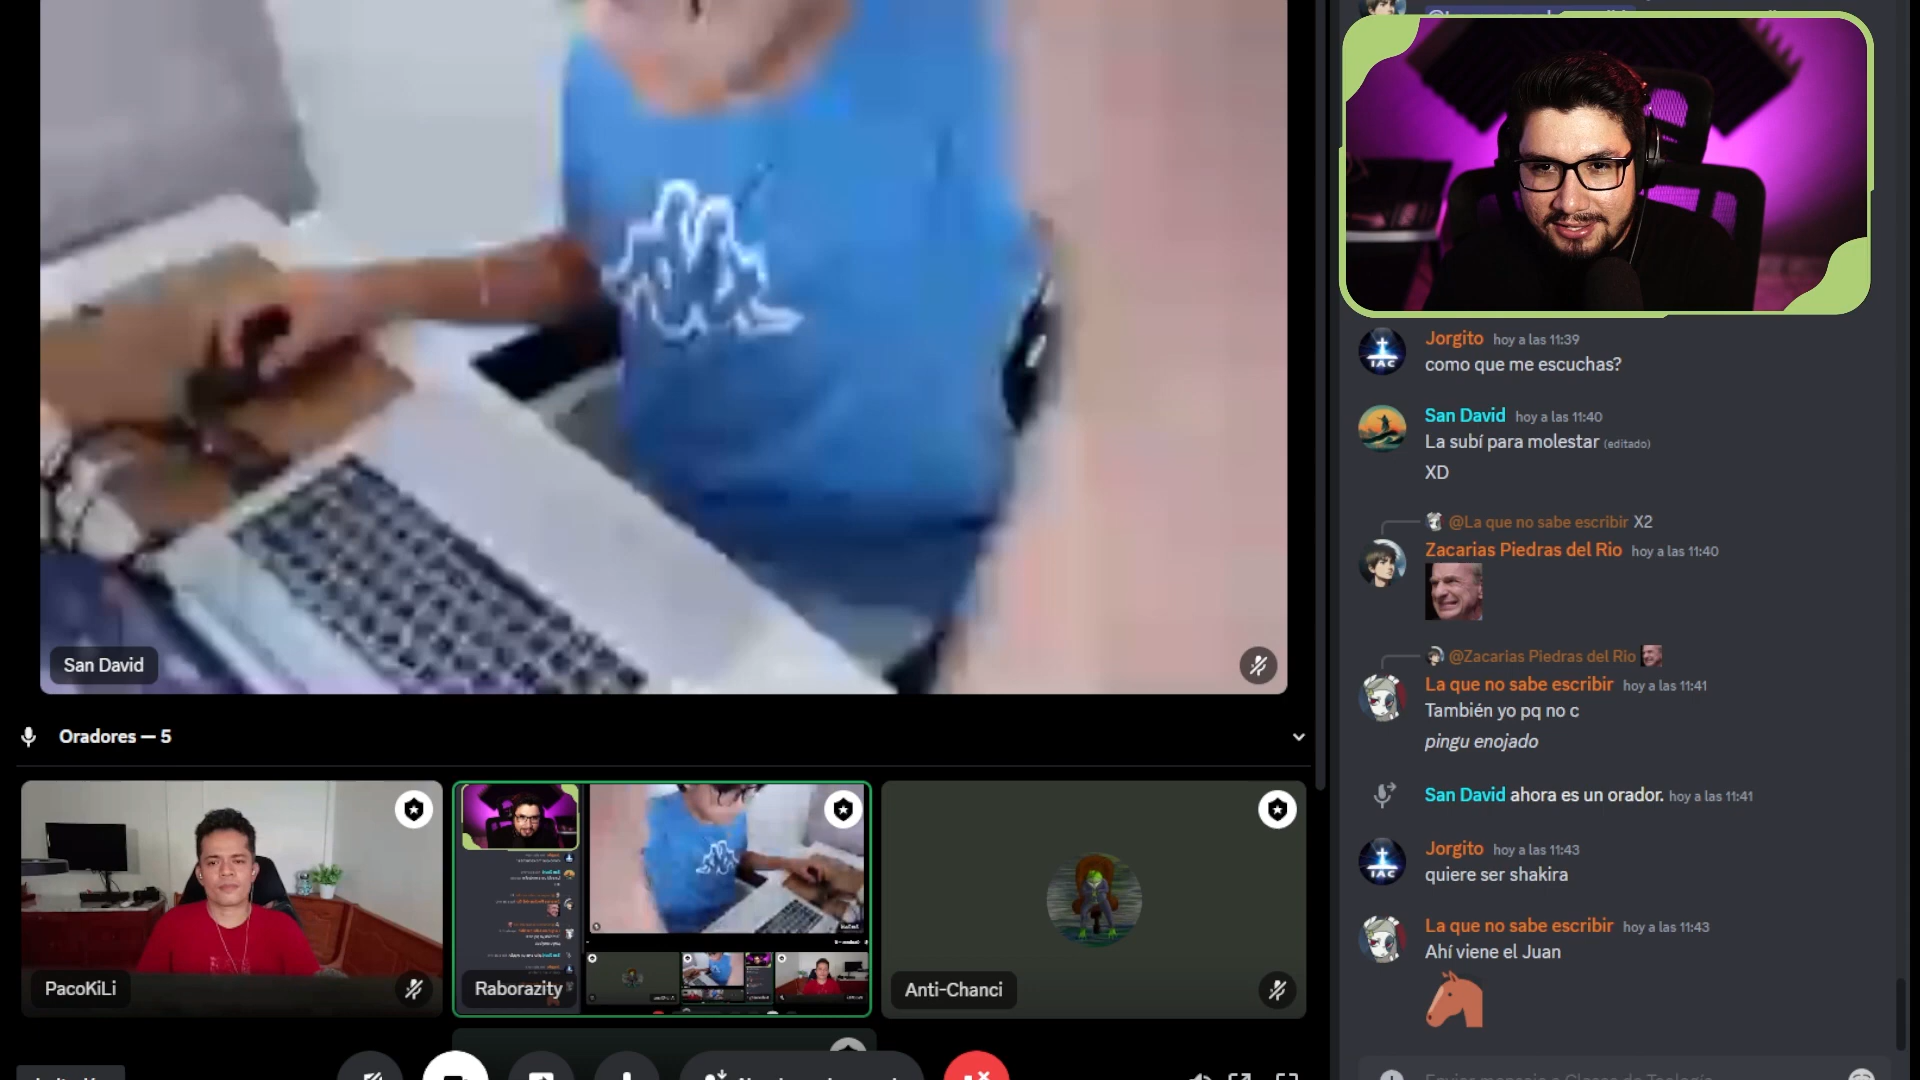 San David
Oradores — 5
PacoKiLi
Raborazity
Anti-Chanci
Jorgito hoy a las 11:39
como que me escuchas?
San David hoy a las 11:40
La subí para molestar (editado)
XD
@La que no sabe escribir X2
Zacarias Piedras del Rio hoy a las 11:40
@Zacarias Piedras del Rio
La que no sabe escribir hoy a las 11:41
También yo pq no c
pingu enojado
San David ahora es un orador. hoy a las 11:41
Jorgito hoy a las 11:43
quiere ser shakira
La que no sabe escribir hoy a las 11:43
Ahí viene el Juan
IAC
IAC